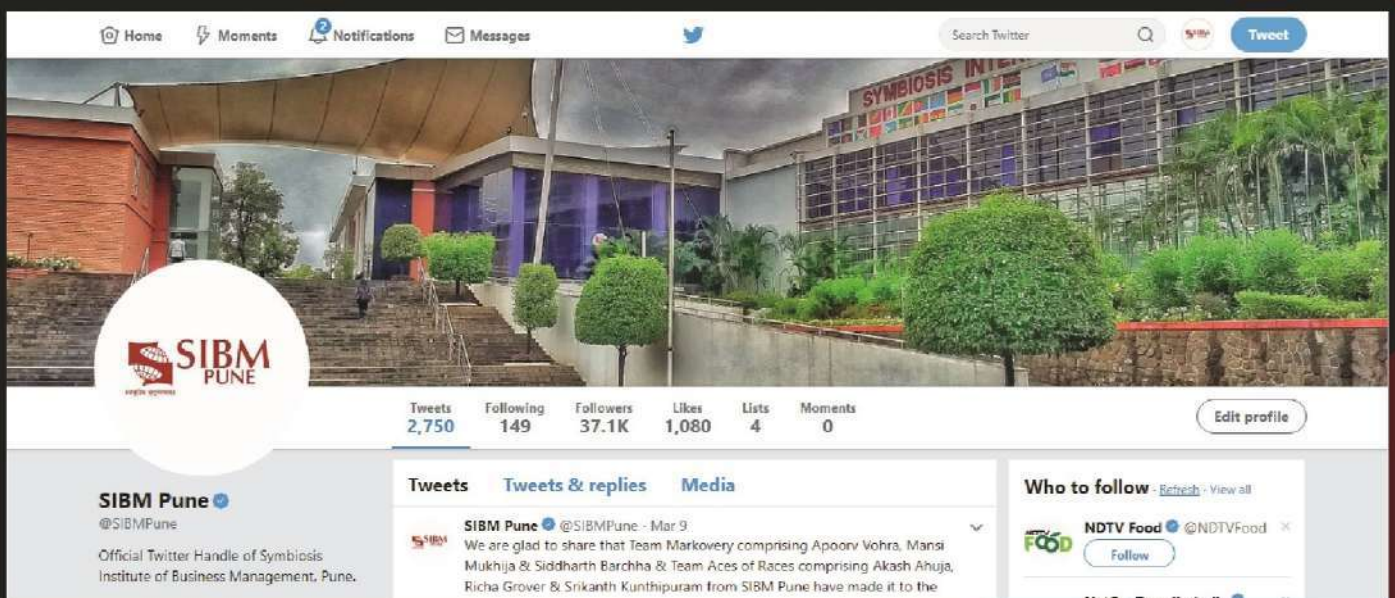 Home Moments 2 Notifications Messages Search Twitter Tweet
SYMBIOSIS INTER
SIBM
PUNE
Tweets Following Followers Likes Lists Moments
2,750 149 37.1K 1,080 4 0
Edit profile
SIBM Pune
@SIBMPune
Official Twitter Handle of Symbiosis
Institute of Business Management, Pune.
Tweets Tweets & replies Media
SIBM Pune @SIBMPune - Mar 9
We are glad to share that Team Markovery comprising Apoorv Vohra, Mansi
Mukhija & Siddharth Barchha & Team Aces of Races comprising Akash Ahuja,
Richa Grover & Srikanth Kunthipuram from SIBM Pune have made it to the
Who to follow - Refresh - View all
NDTV
FOOD
NDTV Food @NDTVFood
Follow